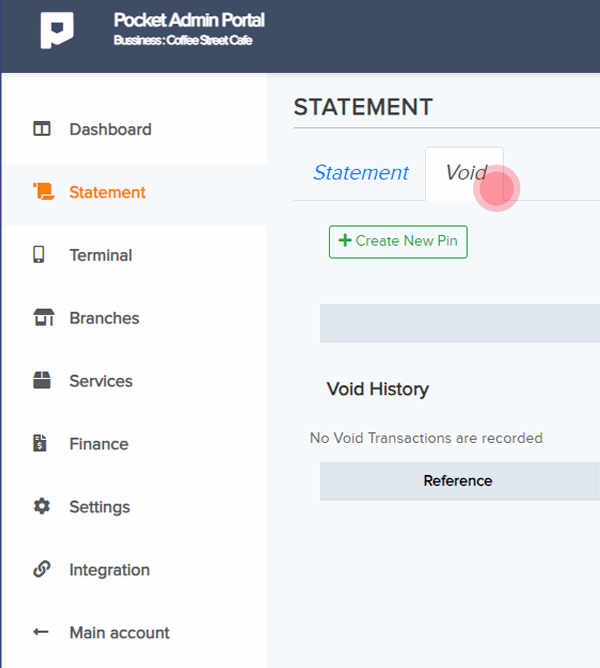 Pocket Admin Portal
Bussiness : Coffee Street Cafe
Dashboard
Statement
Terminal
Branches
Services
Finance
Settings
Integration
Main account
STATEMENT
Statement
Void
Create New Pin
Void History
No Void Transactions are recorded
Reference